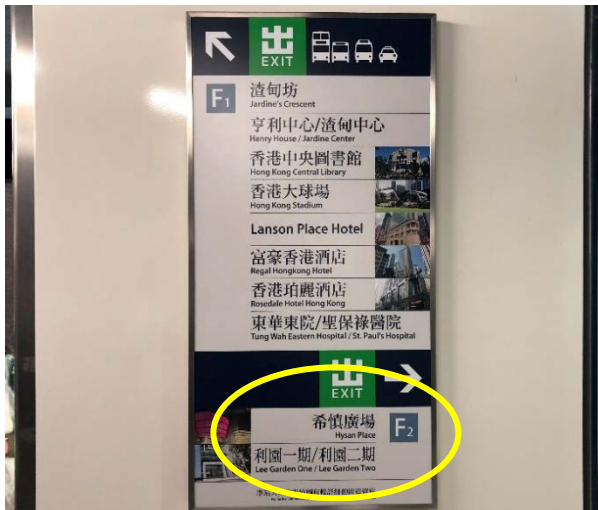 出
EXIT
F1
渣甸坊
Jardine's Crescent
亨利中心/渣甸中心
Henry House / Jardine Center
香港中央圖書館
Hong Kong Central Library
香港大球場
Hong Kong Stadium
Lanson Place Hotel
富豪香港酒店
Regal Hongkong Hotel
香港珀麗酒店
Rosedale Hotel Hong Kong
東華東院/聖保祿醫院
Tung Wah Eastern Hospital / St. Paul's Hospital
出
EXIT
希慎廣場
Hysan Place
F2
利園一期/利園二期
Lee Garden One / Lee Garden Two